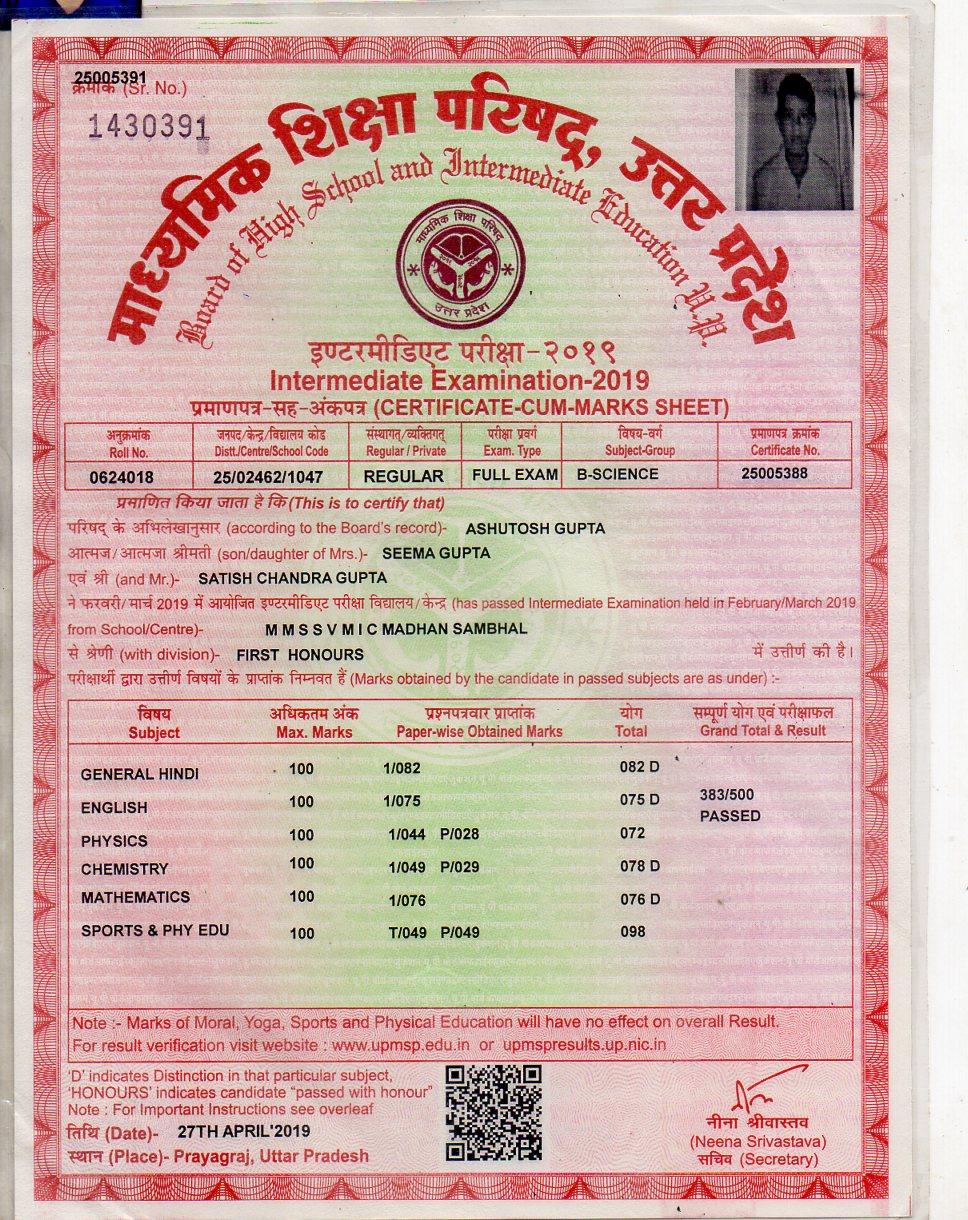 25005391
क्रमांक (Sr. No.)
1430391
माध्यमिक शिक्षा परिषद्, उत्तर प्रदेश
Board of High School and Intermediate Education U.P.
माध्यमिक शिक्षा परिषद्
उत्तर प्रदेश
इण्टरमीडिएट परीक्षा-२०१९
Intermediate Examination-2019
प्रमाणपत्र-सह-अंकपत्र (CERTIFICATE-CUM-MARKS SHEET)
अनुक्रमांक जनपद/केन्द्र/विद्यालय कोड संस्थागत्/व्यक्तिगत् परीक्षा प्रवर्ग विषय-वर्ग प्रमाणपत्र क्रमांक
Roll No. Distt./Centre/School Code Regular / Private Exam. Type Subject-Group Certificate No.
0624018 25/02462/1047 REGULAR FULL EXAM B-SCIENCE 25005388
प्रमाणित किया जाता है कि (This is to certify that)
परिषद् के अभिलेखानुसार (according to the Board's record)- ASHUTOSH GUPTA
आत्मज/आत्मजा श्रीमती (son/daughter of Mrs.)- SEEMA GUPTA
एवं श्री (and Mr.)- SATISH CHANDRA GUPTA
ने फरवरी/मार्च 2019 में आयोजित इण्टरमीडिएट परीक्षा विद्यालय/केन्द्र (has passed Intermediate Examination held in February/March 2019
from School/Centre)- M M S S V M I C MADHAN SAMBHAL
से श्रेणी (with division)- FIRST HONOURS में उत्तीर्ण की है।
परीक्षार्थी द्वारा उत्तीर्ण विषयों के प्राप्तांक निम्नवत हैं (Marks obtained by the candidate in passed subjects are as under) :-
विषय अधिकतम अंक प्रश्नपत्रवार प्राप्तांक योग सम्पूर्ण योग एवं परीक्षाफल
Subject Max. Marks Paper-wise Obtained Marks Total Grand Total & Result
GENERAL HINDI 100 1/082 082 D
ENGLISH 100 1/075 075 D 383/500
PASSED
PHYSICS 100 1/044 P/028 072
CHEMISTRY 100 1/049 P/029 078 D
MATHEMATICS 100 1/076 076 D
SPORTS & PHY EDU 100 T/049 P/049 098
Note :- Marks of Moral, Yoga, Sports and Physical Education will have no effect on overall Result.
For result verification visit website : www.upmsp.edu.in or upmspresults.up.nic.in
'D' indicates Distinction in that particular subject,
'HONOURS' indicates candidate "passed with honour"
Note : For Important Instructions see overleaf
तिथि (Date)- 27TH APRIL'2019
स्थान (Place)- Prayagraj, Uttar Pradesh
नीना श्रीवास्तव
(Neena Srivastava)
सचिव (Secretary)